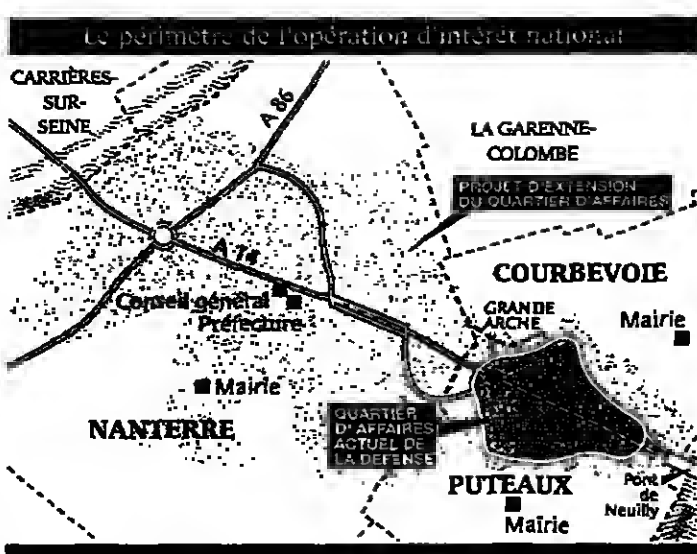 Le périmètre de l'opération d'intérêt national
CARRIÈRES-
SUR-
SEINE
A 86
LA GARENNE-
COLOMBE
PROJET D'EXTENSION
DU QUARTIER D'AFFAIRES
A 14
COURBEVOIE
Conseil général
Préfecture
GRANDE
ARCHE
Mairie
Mairie
NANTERRE
QUARTIER
D'AFFAIRES
ACTUEL DE
LA DEFENSE
PUTEAUX
Mairie
Pont
de
Neuilly